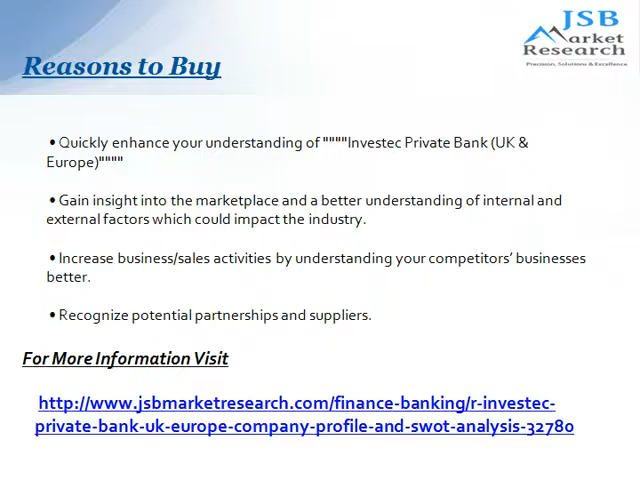 JSB
Market
Research
Precision, Solutions & Excellence
Reasons to Buy
•Quickly enhance your understanding of """"Investec Private Bank (UK &
Europe)""""
•Gain insight into the marketplace and a better understanding of internal and
external factors which could impact the industry.
•Increase business/sales activities by understanding your competitors’ businesses
better.
•Recognize potential partnerships and suppliers.
For More Information Visit
http://www.jsbmarketresearch.com/finance-banking/r-investec-
private-bank-uk-europe-company-profile-and-swot-analysis-32780